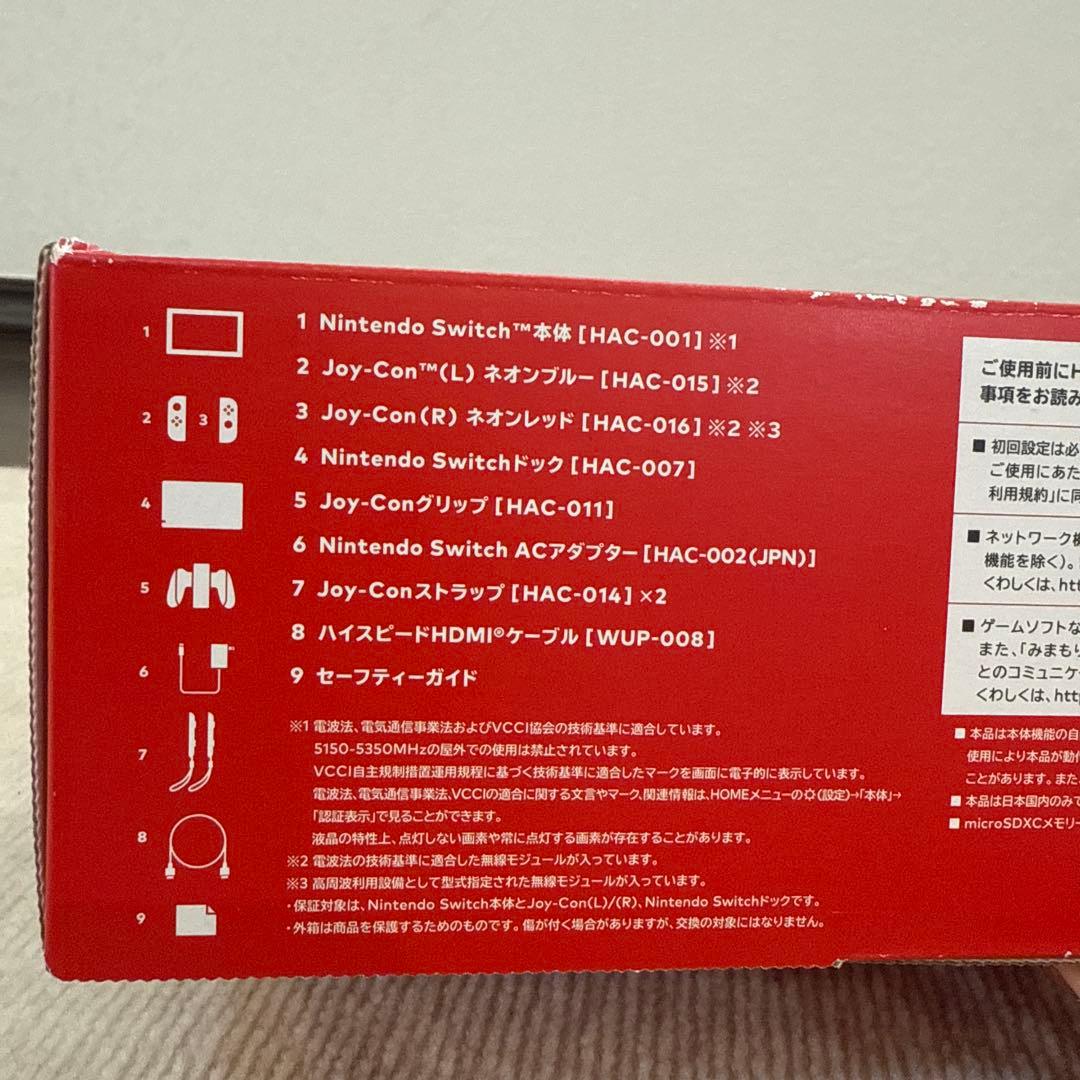 1 Nintendo Switch™本体[HAC-001]※1
2 Joy-Con™(L) ネオンブルー[HAC-015]※2
3 Joy-Con(R) ネオンレッド[HAC-016]※2 ※3
4 Nintendo Switchドック[HAC-007]
5 Joy-Conグリップ[HAC-011]
6 Nintendo Switch ACアダプター[HAC-002(JPN)]
7 Joy-Conストラップ[HAC-014]×2
8 ハイスピードHDMI®ケーブル[WUP-008]
9 セーフティーガイド
※1 電波法、電気通信事業法およびVCCI協会の技術基準に適合しています。
5150-5350MHzの屋外での使用は禁止されています。
VCCI自主規制措置運用規程に基づく技術基準に適合したマークを画面に電子的に表示しています。
電波法、電気通信事業法、VCCIの適合に関する文言やマーク、関連情報は、HOMEメニューの(設定)→「本体」→
「認証表示」で見ることができます。
液晶の特性上、点灯しない画素や常に点灯する画素が存在することがあります。
※2 電波法の技術基準に適合した無線モジュールが入っています。
※3 高周波利用設備として型式指定された無線モジュールが入っています。
・保証対象は、Nintendo Switch本体とJoy-Con(L)/(R)、Nintendo Switchドックです。
・外箱は商品を保護するためのものです。傷が付く場合がありますが、交換の対象にはなりません。
1
2
3
4
5
6
7
8
9
ご使用前にH
事項をお読み
■ 初回設定は必
ご使用にあた
利用規約」に同
■ ネットワーク機
機能を除く)。
くわしくは、htt
■ ゲームソフトな
また、「みまもり
とのコミュニケ
くわしくは、http
■ 本品は本体機能の自
使用により本品が動作
ことがあります。また
■ 本品は日本国内のみで
■ microSDXCメモリー